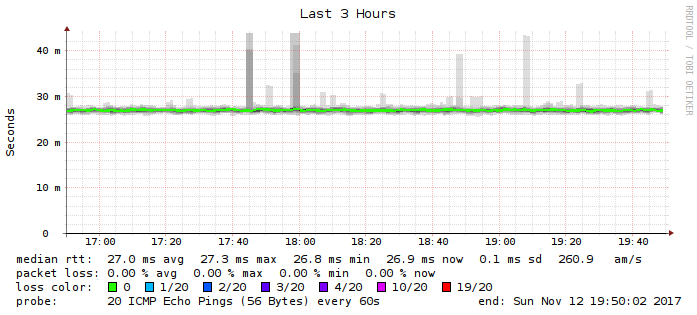 Last 3 Hours
RRDTOOL / TOBI OETIKER
Seconds
40 m
30 m
20 m
10 m
0
17:00 17:20 17:40 18:00 18:20 18:40 19:00 19:20 19:40
median rtt: 27.0 ms avg 27.3 ms max 26.8 ms min 26.9 ms now 0.1 ms sd 260.9 am/s
packet loss: 0.00 % avg 0.00 % max 0.00 % min 0.00 % now
loss color: 0 1/20 2/20 3/20 4/20 10/20 19/20
probe: 20 ICMP Echo Pings (56 Bytes) every 60s end: Sun Nov 12 19:50:02 2017